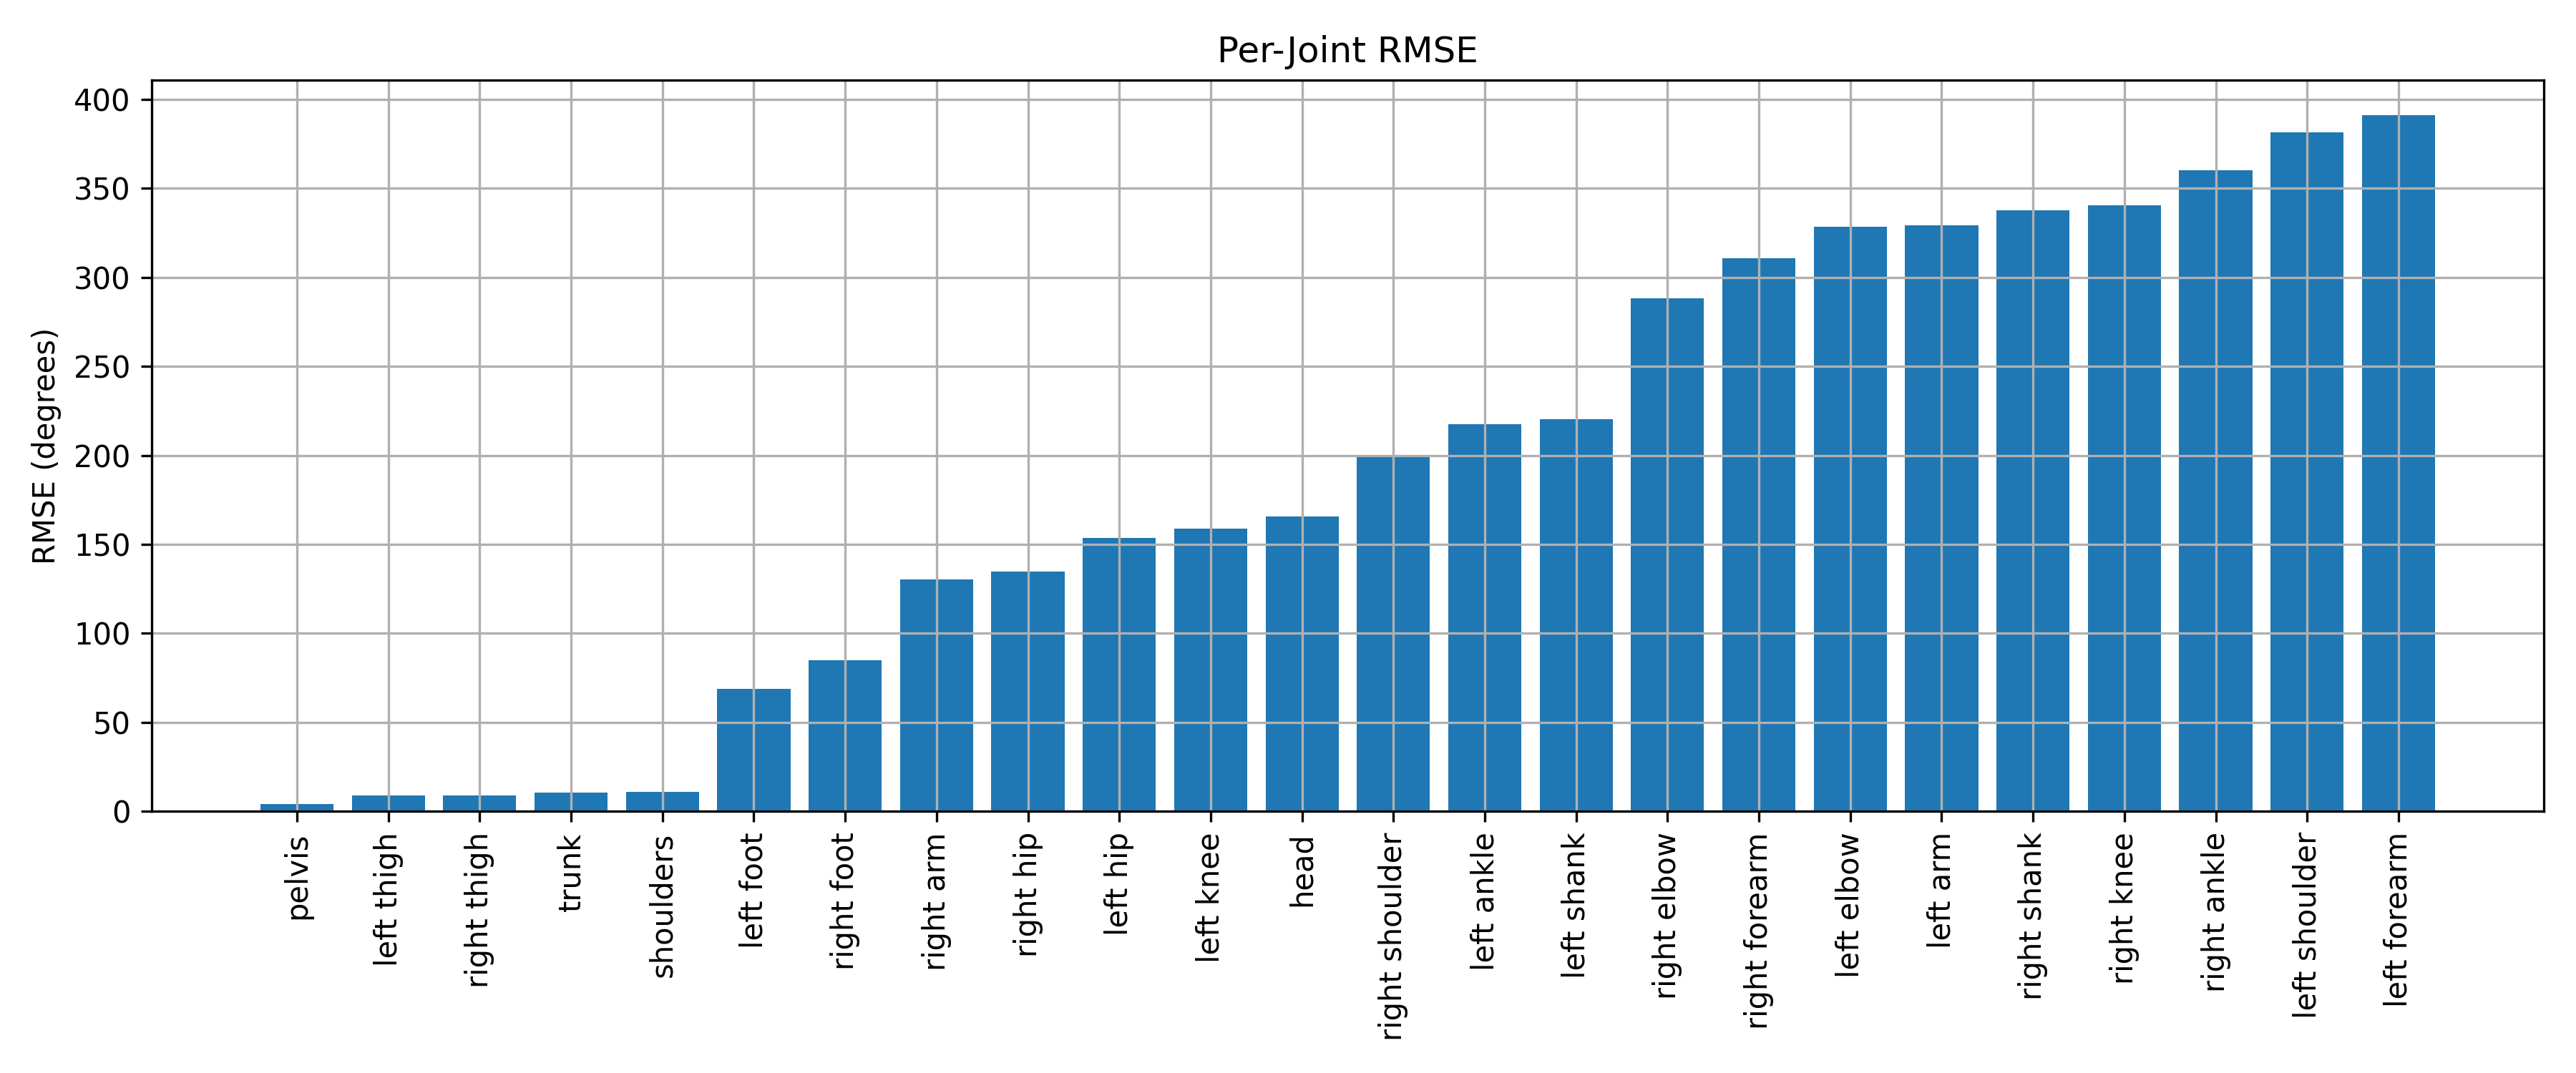 Per-Joint RMSE
RMSE (degrees)
400
350
300
250
200
150
100
50
0
pelvis
left thigh
right thigh
trunk
shoulders
left foot
right foot
right arm
right hip
left hip
left knee
head
right shoulder
left ankle
left shank
right elbow
right forearm
left elbow
left arm
right shank
right knee
right ankle
left shoulder
left forearm